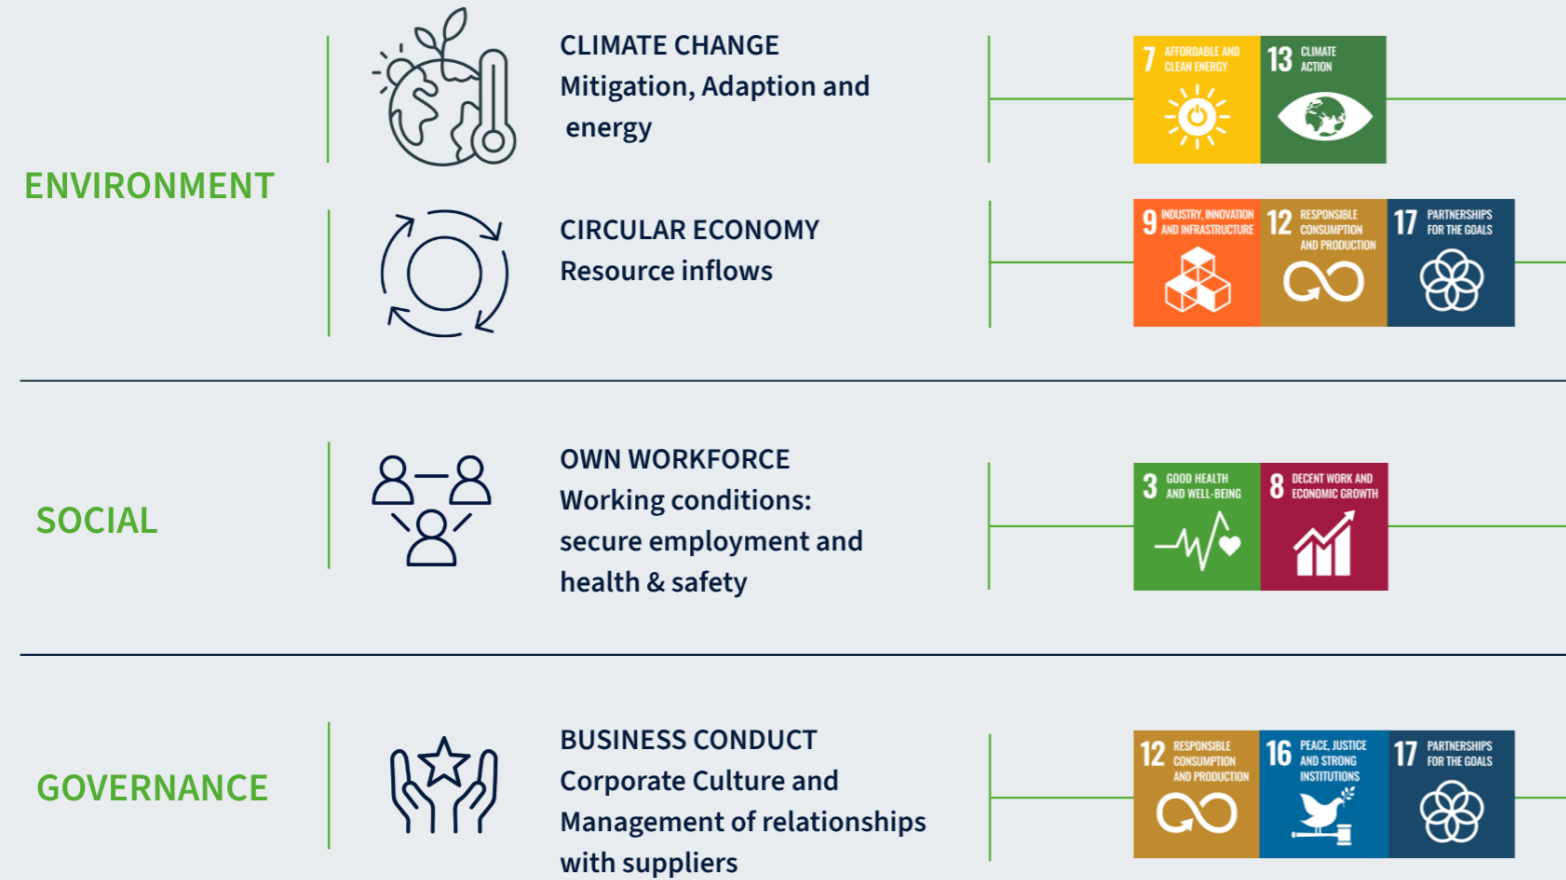 ENVIRONMENT
CLIMATE CHANGE
Mitigation, Adaption and
energy
7 AFFORDABLE AND
CLEAN ENERGY
13 CLIMATE
ACTION
CIRCULAR ECONOMY
Resource inflows
9 INDUSTRY, INNOVATION
AND INFRASTRUCTURE
12 RESPONSIBLE
CONSUMPTION
AND PRODUCTION
17 PARTNERSHIPS
FOR THE GOALS
SOCIAL
OWN WORKFORCE
Working conditions:
secure employment and
health & safety
3 GOOD HEALTH
AND WELL-BEING
8 DECENT WORK AND
ECONOMIC GROWTH
GOVERNANCE
BUSINESS CONDUCT
Corporate Culture and
Management of relationships
with suppliers
12 RESPONSIBLE
CONSUMPTION
AND PRODUCTION
16 PEACE, JUSTICE
AND STRONG
INSTITUTIONS
17 PARTNERSHIPS
FOR THE GOALS